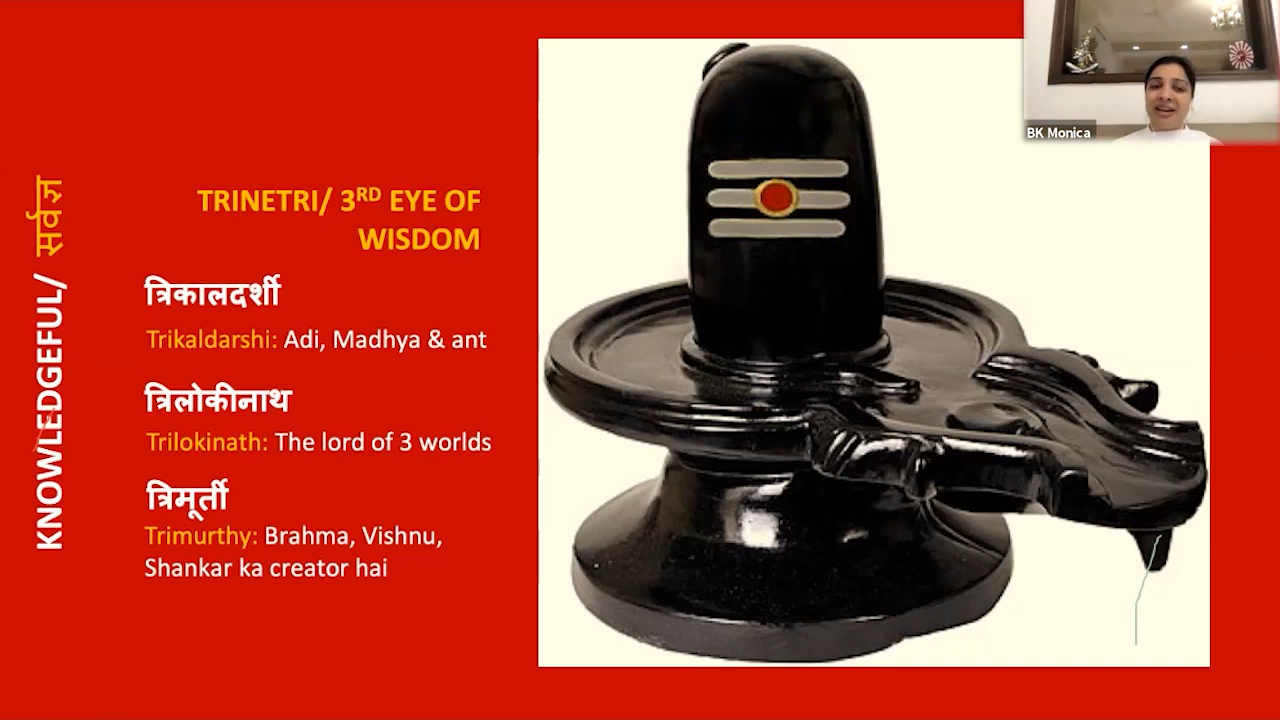 KNOWLEDGEFUL/ सर्वज्ञ
TRINETRI/ 3RD EYE OF
WISDOM
त्रिकालदर्शी
Trikaldarshi: Adi, Madhya & ant
त्रिलोकीनाथ
Trilokinath: The lord of 3 worlds
त्रिमूर्ती
Trimurthy: Brahma, Vishnu,
Shankar ka creator hai
BK Monica